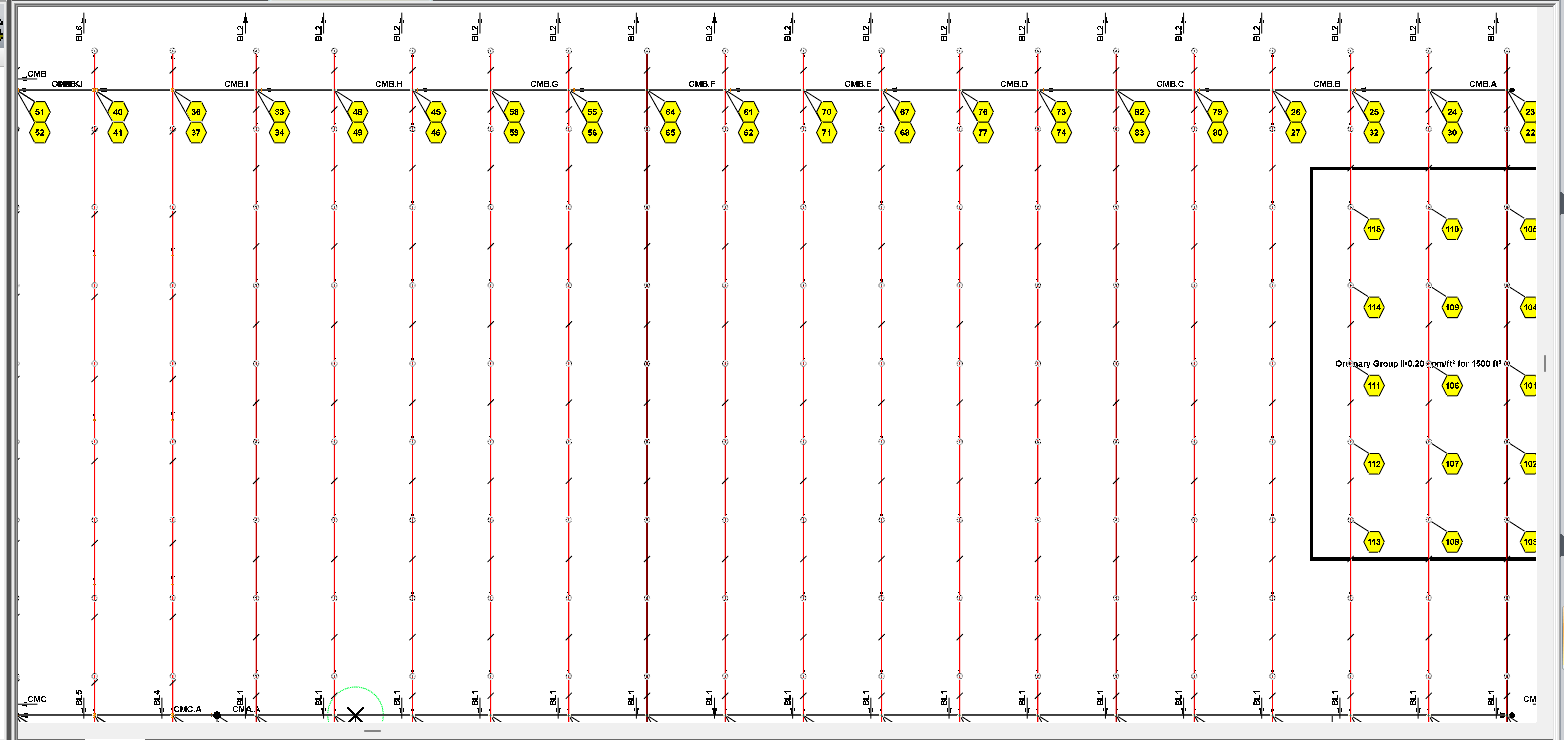 BL6 BL2 BL2 BL2 BL2 BL2 BL2 BL2 BL2 BL2 BL2 BL2 BL2 BL2 BL2 BL2 BL2 BL2
CMB
CMB.I CMB.H CMB.G CMB.F CMB.E CMB.D CMB.C CMB.B CMB.A
51 40 36 33 48 45 58 55 64 61 70 67 76 73 82 79 26 25 24 23
52 41 37 34 49 46 59 56 65 62 71 68 77 74 83 80 27 32 30 22
115 110 105
114 109 104
Ordinary Group II 0.20 gpm/ft² for 1500 ft²
111 106 101
112 107 102
113 108 103
CMC BL5 BL4 BL1 BL1 BL1 BL1 BL1 BL1 BL1 BL1 BL1 BL1 BL1 BL1 BL1 BL1 BL1 BL1 BL1
CMC.A CMA.A